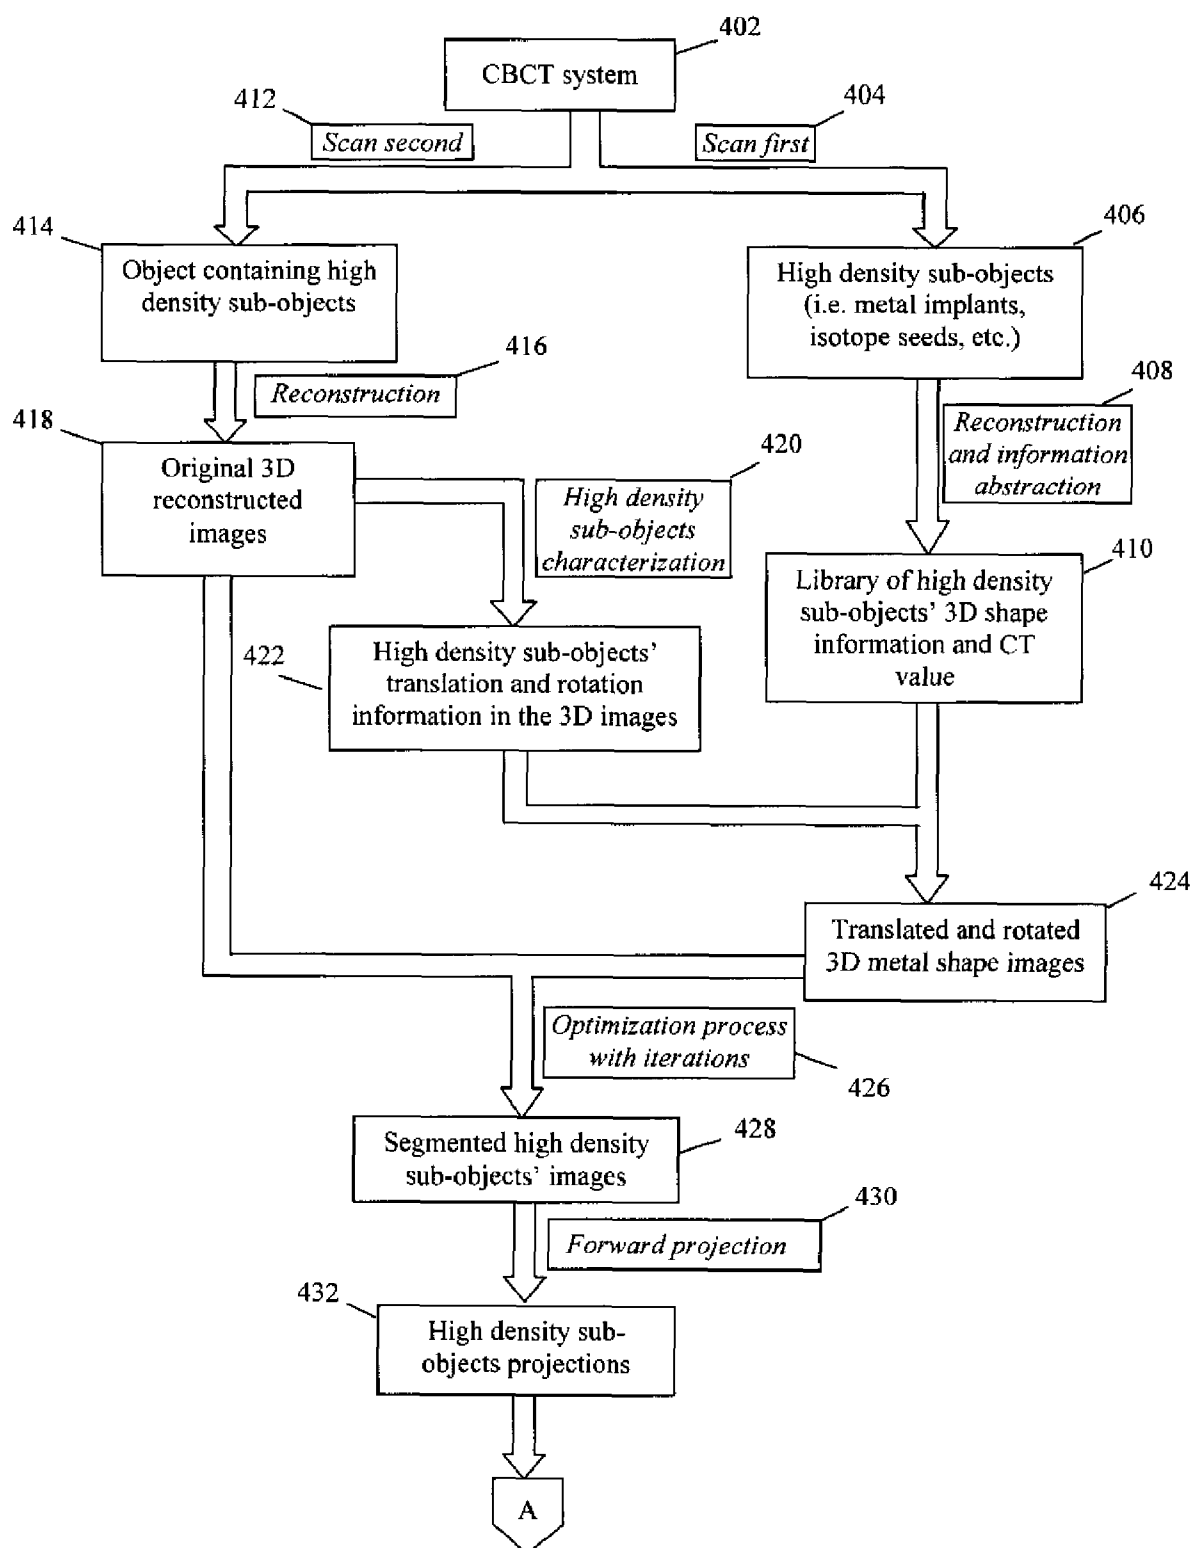 402
CBCT system
412
404
Scan second
Scan first
414
406
Object containing high
density sub-objects
High density sub-objects
(i.e. metal implants,
isotope seeds, etc.)
416
Reconstruction
408
418
Reconstruction
and information
abstraction
420
Original 3D
reconstructed
images
High density
sub-objects
characterization
410
Library of high density
sub-objects' 3D shape
information and CT
value
422
High density sub-objects'
translation and rotation
information in the 3D images
424
Translated and rotated
3D metal shape images
Optimization process
with iterations
426
428
Segmented high density
sub-objects' images
430
Forward projection
432
High density sub-
objects projections
A